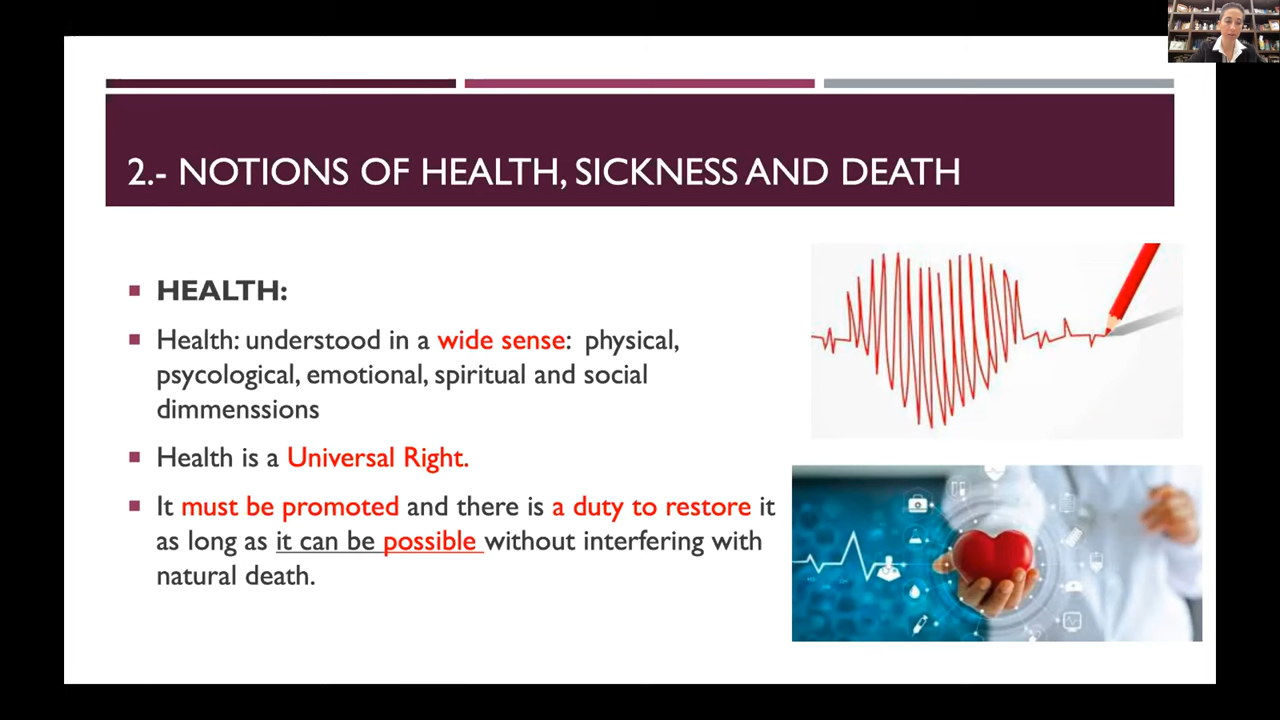 2.- NOTIONS OF HEALTH, SICKNESS AND DEATH
HEALTH:
Health: understood in a wide sense: physical,
psycological, emotional, spiritual and social
dimmenssions
Health is a Universal Right.
It must be promoted and there is a duty to restore it
as long as it can be possible without interfering with
natural death.